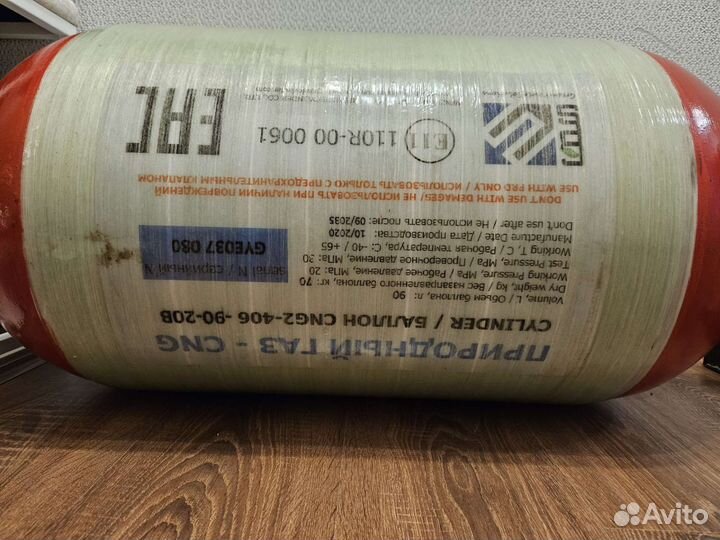 ПРИРОДНЫЙ ГАЗ - CNG
CYLINDER / БАЛЛОН CNG2-406 -90-20B
Volume, L / Объем баллона, л: 90
Dry weight, kg / Вес незаправленного баллона, кг: 70
Working Pressure, MPa / Рабочее давление, МПа: 20
Test Pressure, MPa / Проверочное давление, МПа: 30
Working T, C / Рабочая температура, C: -40 / +65
Manufacture Date / Дата производства: 10/2020
Don't use after: / Не использовать после: 09/2035
serial N / серийный N
GYE037 080
DON'T USE WITH DAMAGES/ НЕ ИСПОЛЬЗОВАТЬ ПРИ НАЛИЧИИ ПОВРЕЖДЕНИЙ
USE WITH PRD ONLY / ИСПОЛЬЗОВАТЬ ТОЛЬКО С ПРЕДОХРАНИТЕЛЬНЫМ КЛАПАНОМ
E11 110R-00 0061
EAC
Avito